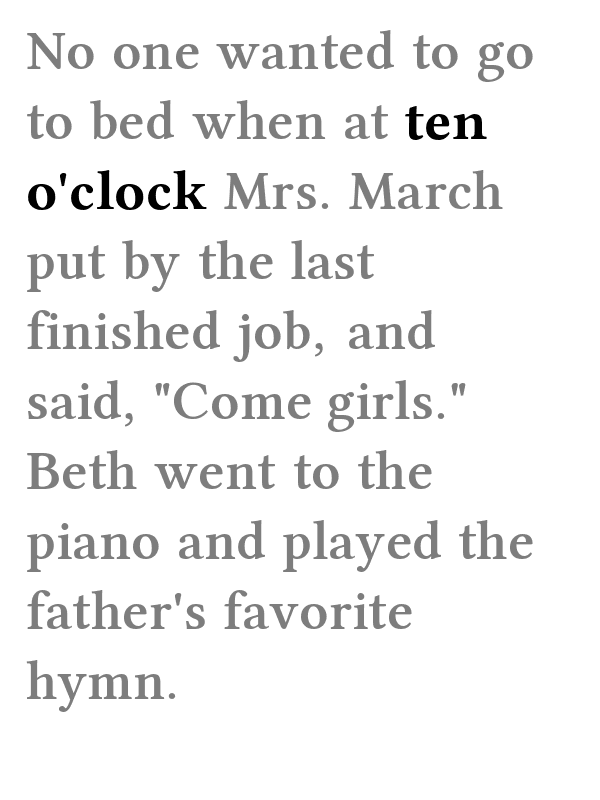 No one wanted to go
to bed when at ten
o'clock Mrs. March
put by the last
finished job, and
said, "Come girls."
Beth went to the
piano and played the
father's favorite
hymn.